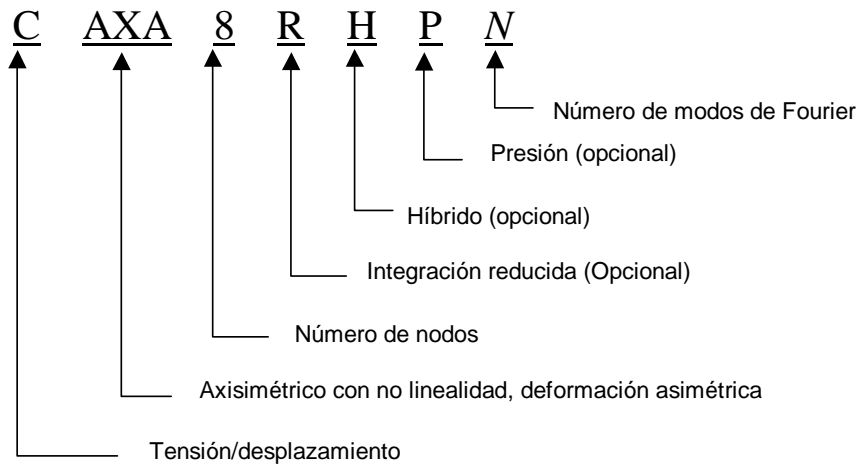 C AXA 8 R H P N
Número de modos de Fourier
Presión (opcional)
Híbrido (opcional)
Integración reducida (Opcional)
Número de nodos
Axisimétrico con no linealidad, deformación asimétrica
Tensión/desplazamiento